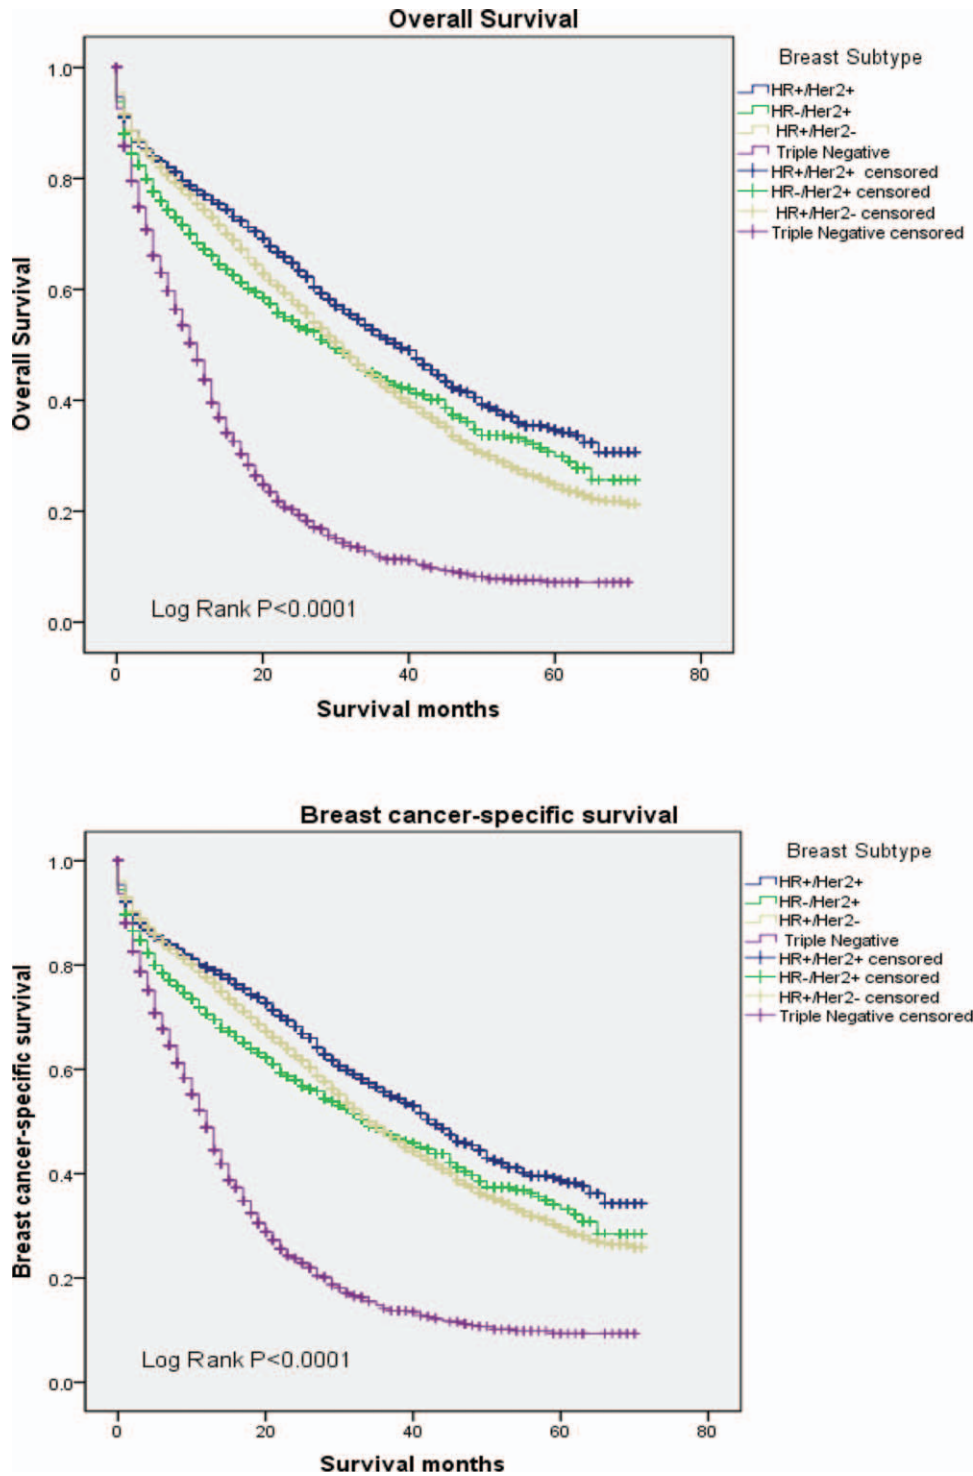 Overall Survival
Breast Subtype
HR+/Her2+
HR-/Her2+
HR+/Her2-
Triple Negative
HR+/Her2+ censored
HR-/Her2+ censored
HR+/Her2- censored
Triple Negative censored
1.0
0.8
0.6
0.4
0.2
0.0
Overall Survival
Log Rank P<0.0001
0 20 40 60 80
Survival months
Breast cancer-specific survival
Breast Subtype
HR+/Her2+
HR-/Her2+
HR+/Her2-
Triple Negative
HR+/Her2+ censored
HR-/Her2+ censored
HR+/Her2- censored
Triple Negative censored
1.0
0.8
0.6
0.4
0.2
0.0
Breast cancer-specific survival
Log Rank P<0.0001
0 20 40 60 80
Survival months